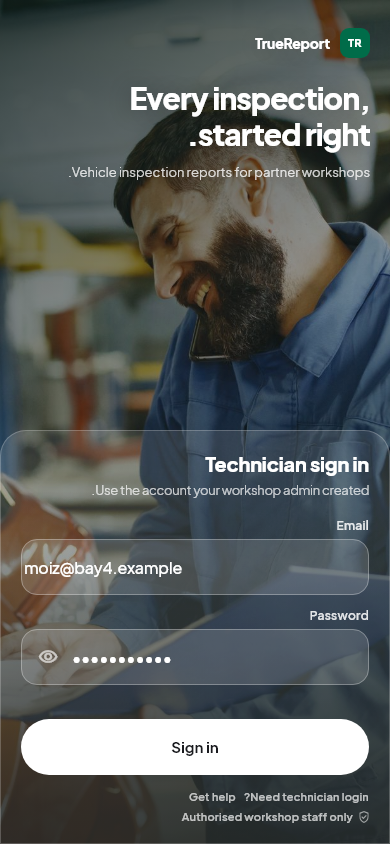 TrueReport TR
Every inspection,
.started right
.Vehicle inspection reports for partner workshops
Technician sign in
.Use the account your workshop admin created
Email
moiz@bay4.example
Password
•••••••••••
Sign in
Get help ?Need technician login
Authorised workshop staff only